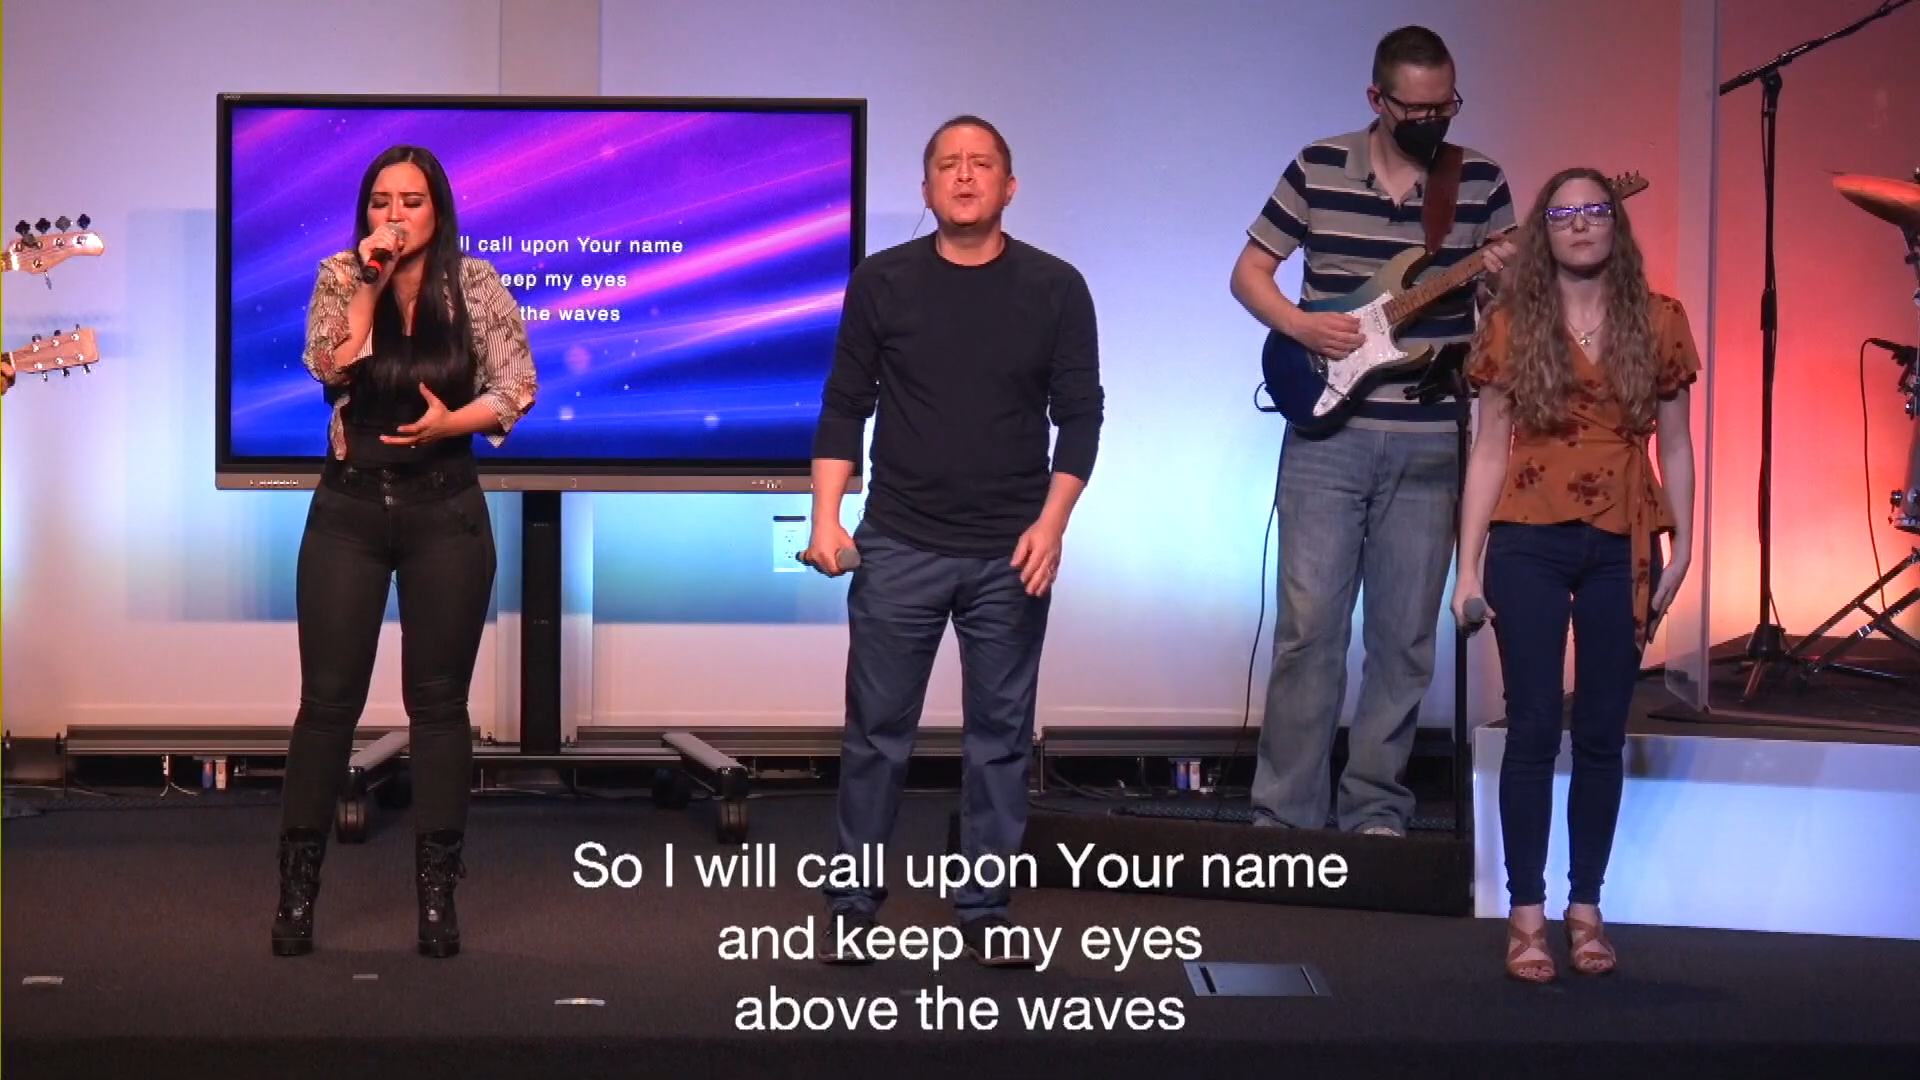 ll call upon Your name
eep my eyes
the waves
So I will call upon Your name
and keep my eyes
above the waves